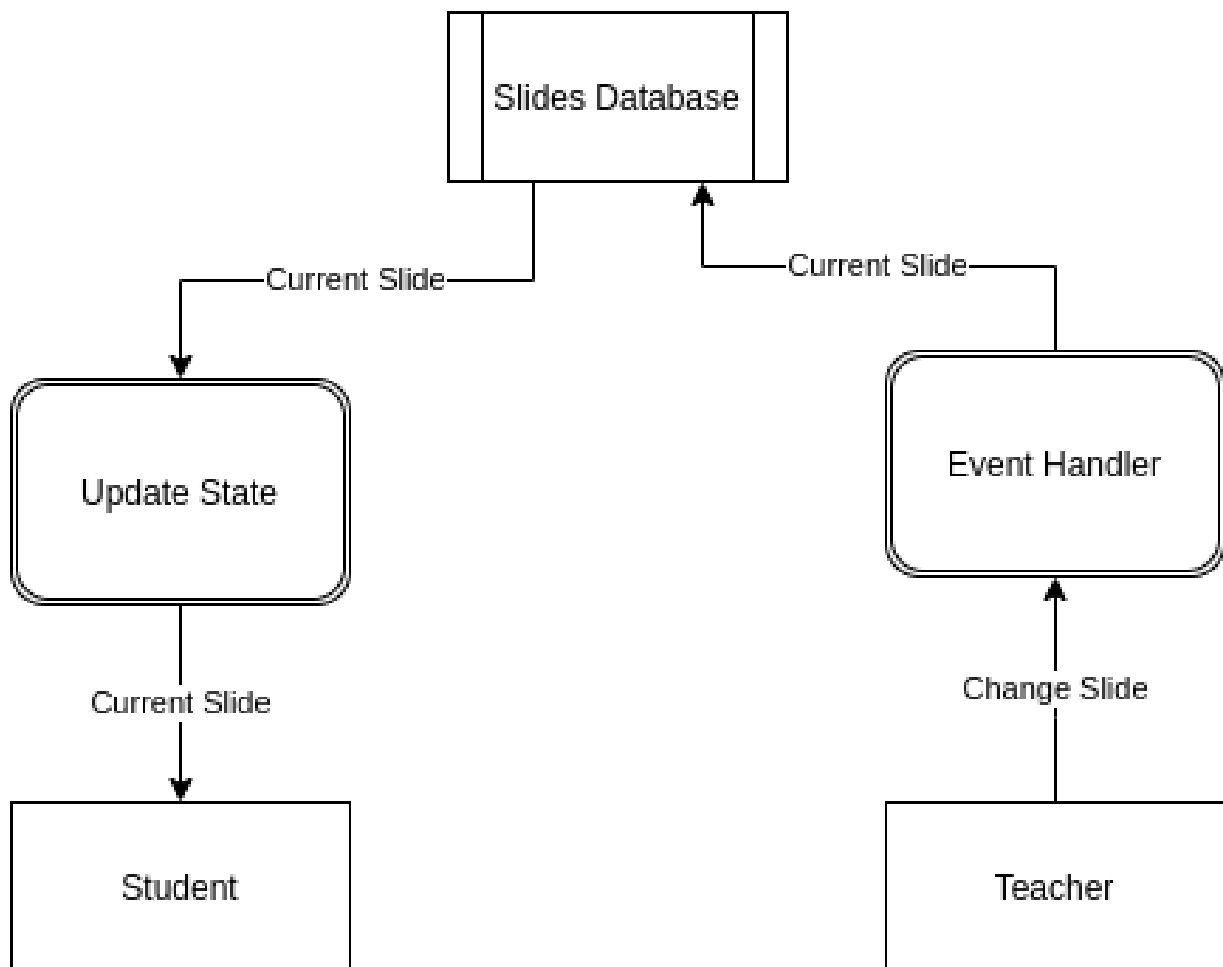 Slides Database
Current Slide
Current Slide
Update State
Event Handler
Current Slide
Change Slide
Student
Teacher